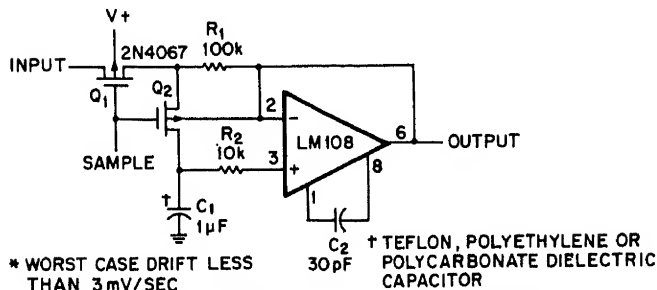 V+
2N4067
R1
100k
INPUT
Q1
Q2
SAMPLE
R2
10k
2
3
LM108
6
8
1
OUTPUT
†
C1
1µF
C2
30pF
* WORST CASE DRIFT LESS
THAN 3mV/SEC
† TEFLON, POLYETHYLENE OR
POLYCARBONATE DIELECTRIC
CAPACITOR